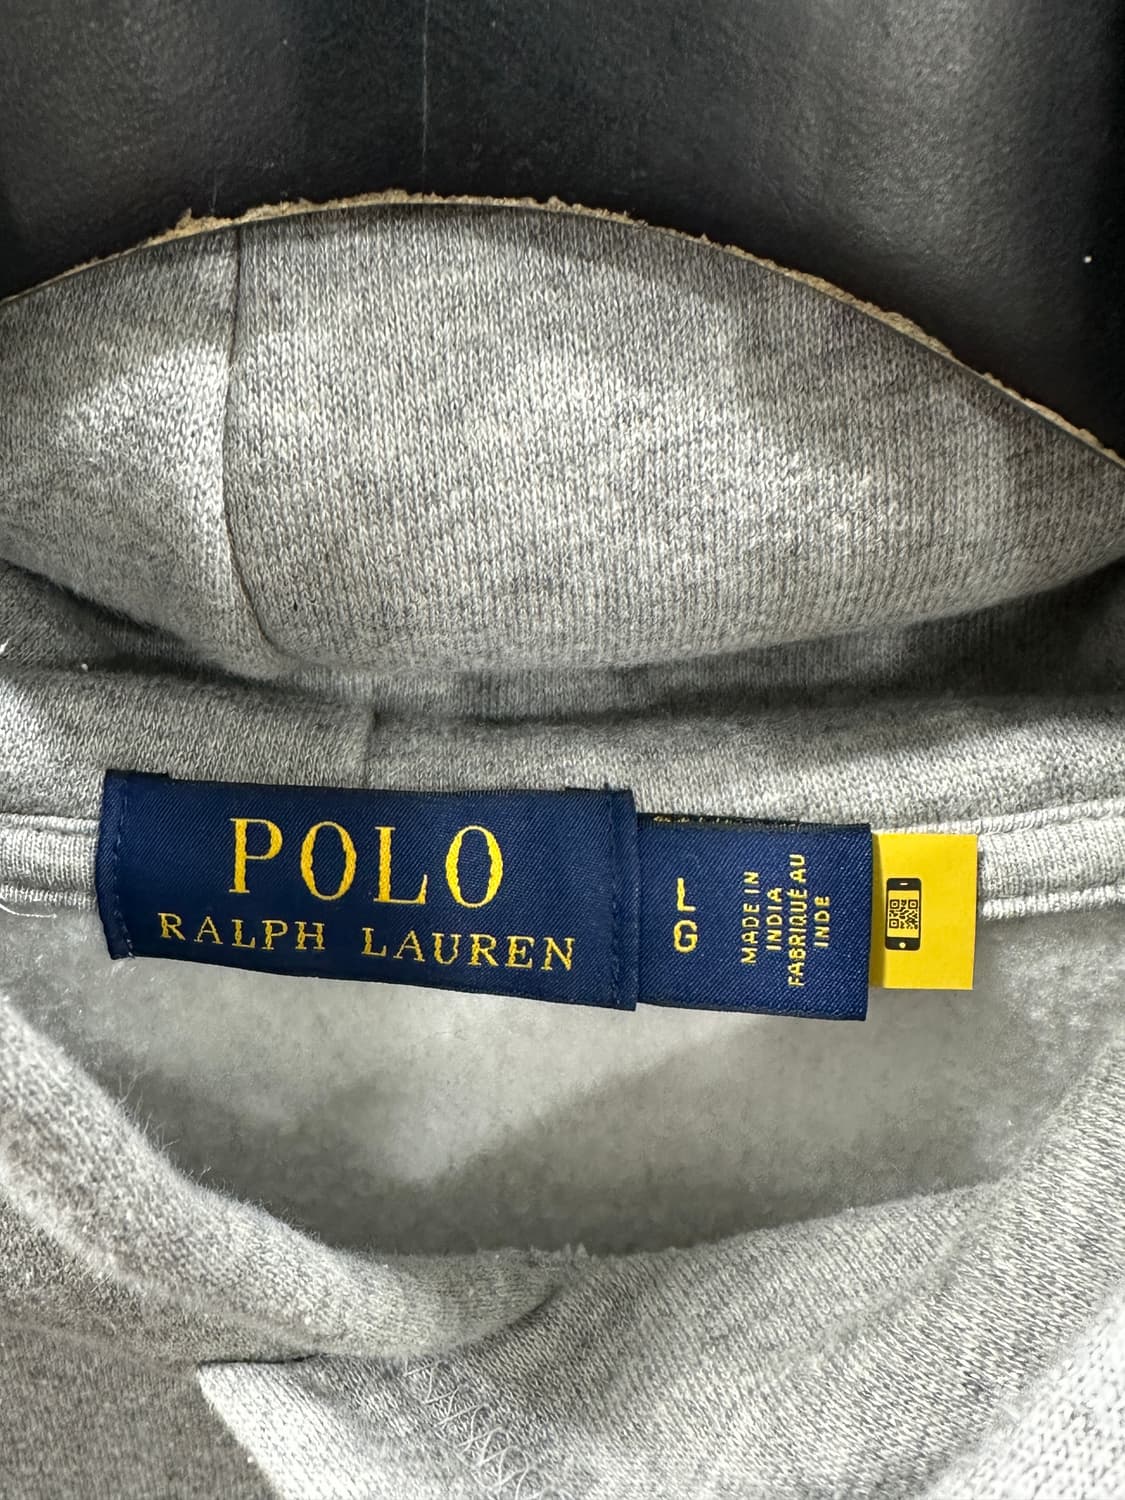 POLO
RALPH LAUREN
L
G
MADE IN
INDIA
FABRIQUÉ AU
INDE